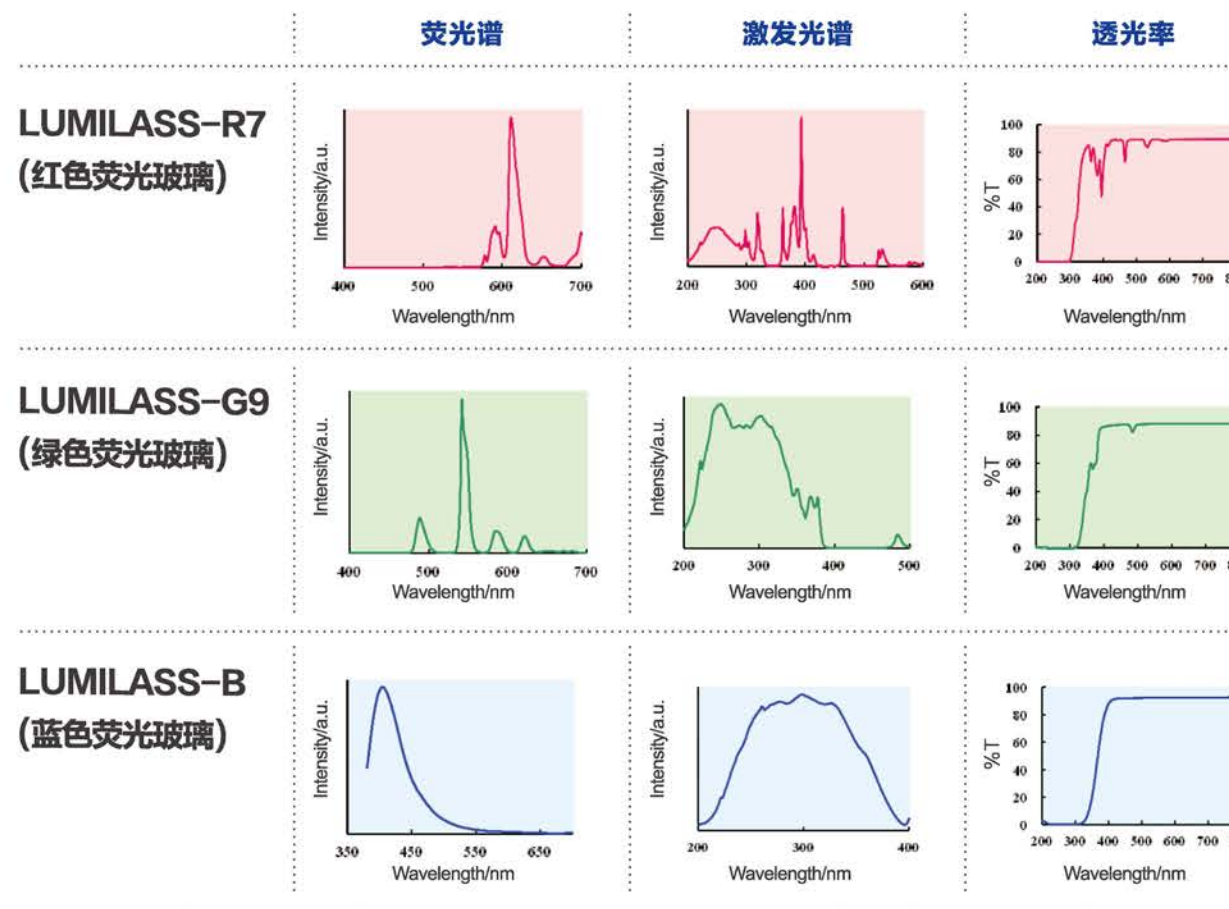 荧光谱 激发光谱 透光率
LUMILASS-R7
(红色荧光玻璃)
Intensity/a.u.
400 500 600 700
Wavelength/nm
Intensity/a.u.
200 300 400 500 600
Wavelength/nm
%T
100
80
60
40
20
0
200 300 400 500 600 700 8
Wavelength/nm
LUMILASS-G9
(绿色荧光玻璃)
Intensity/a.u.
400 500 600 700
Wavelength/nm
Intensity/a.u.
200 300 400 500
Wavelength/nm
%T
100
80
60
40
20
0
200 300 400 500 600 700 8
Wavelength/nm
LUMILASS-B
(蓝色荧光玻璃)
Intensity/a.u.
350 450 550 650
Wavelength/nm
Intensity/a.u.
200 300 400
Wavelength/nm
%T
100
80
60
40
20
0
200 300 400 500 600 700 8
Wavelength/nm